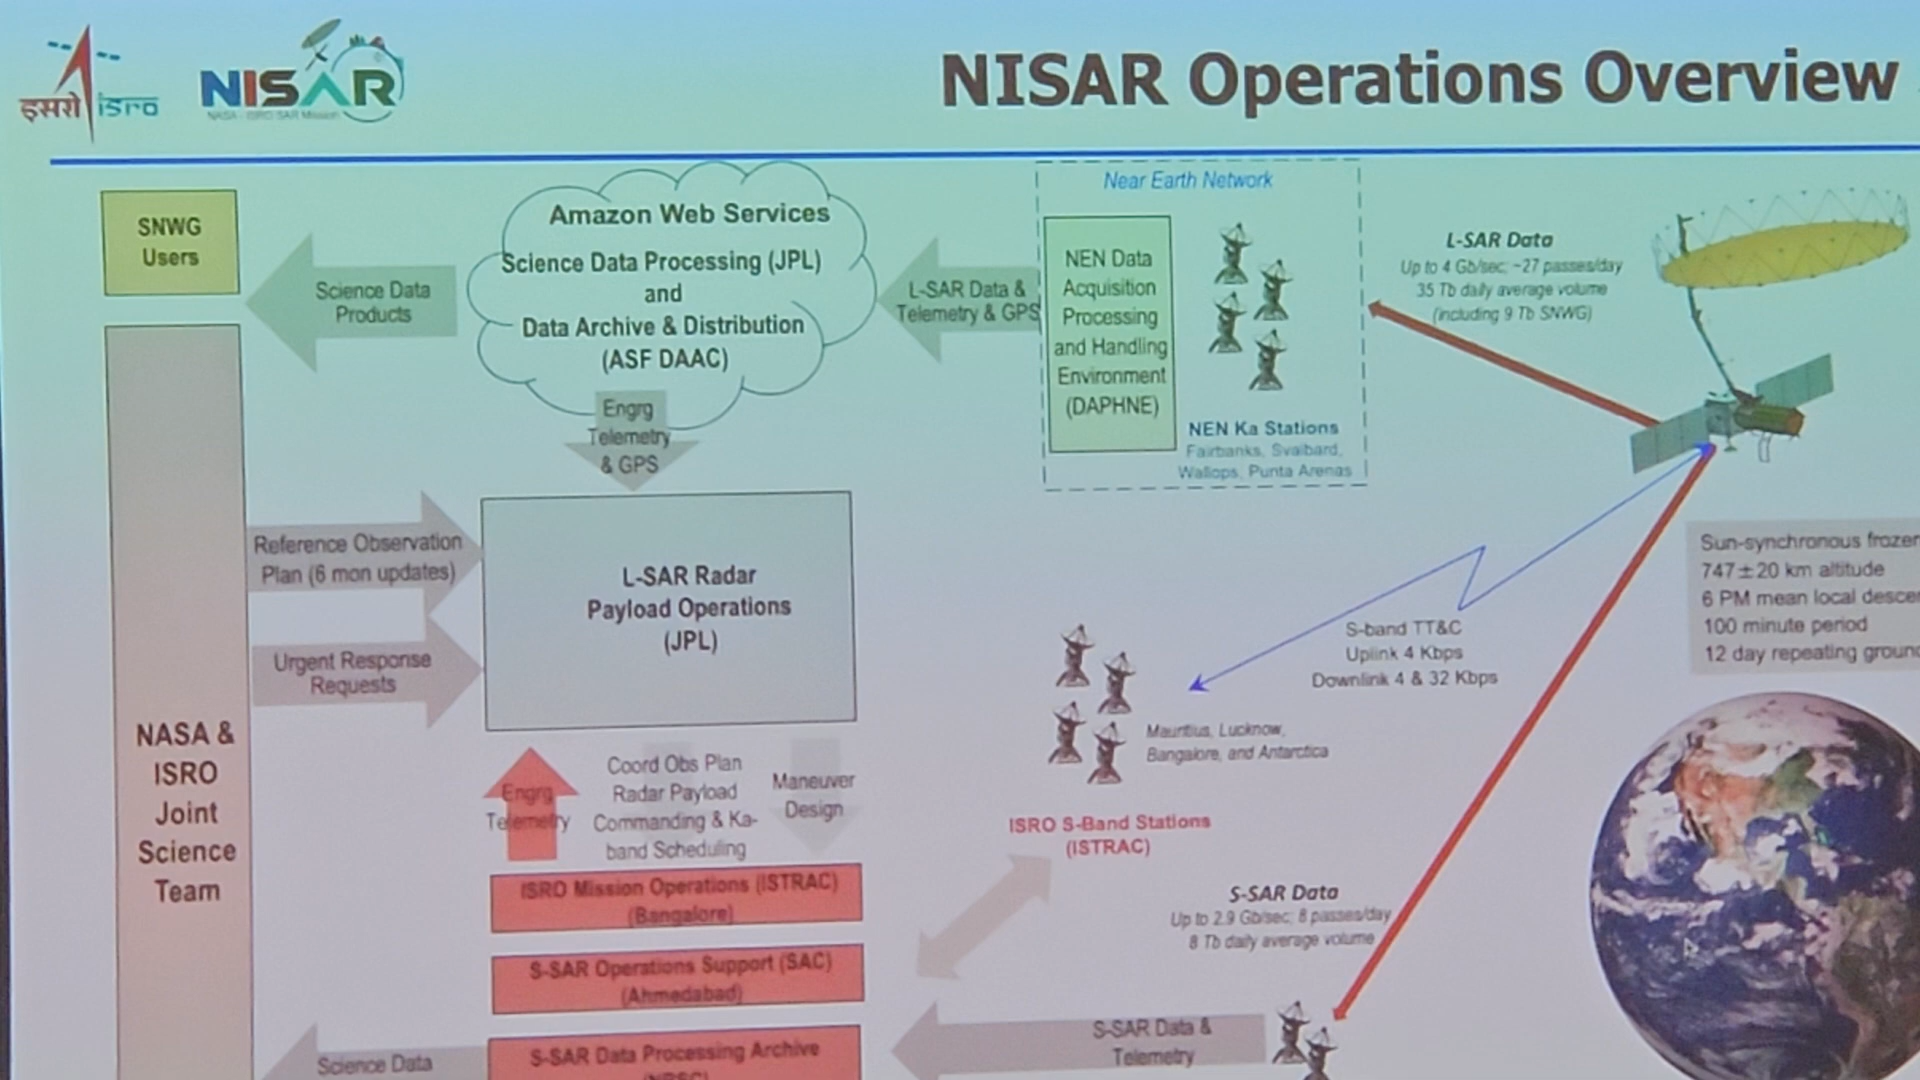 इसरो isro
NISAR
NASA - ISRO SAR Mission
NISAR Operations Overview
SNWG
Users
Science Data
Products
Amazon Web Services
Science Data Processing (JPL)
and
Data Archive & Distribution
(ASF DAAC)
L-SAR Data &
Telemetry & GPS
Near Earth Network
NEN Data
Acquisition
Processing
and Handling
Environment
(DAPHNE)
NEN Ka Stations
Fairbanks, Svalbard,
Wallops, Punta Arenas
L-SAR Data
Up to 4 Gb/sec; ~27 passes/day
35 Tb daily average volume
(including 9 Tb SNWG)
Engrg
Telemetry
& GPS
NASA &
ISRO
Joint
Science
Team
Reference Observation
Plan (6 mon updates)
Urgent Response
Requests
L-SAR Radar
Payload Operations
(JPL)
Sun-synchronous frozen
747±20 km altitude
6 PM mean local
100 minute period
12 day repeating
S-band TT&C
Uplink 4 Kbps
Downlink 4 & 32 Kbps
Mauritius, Lucknow,
Bangalore, and Antarctica
ISRO S-Band Stations
(ISTRAC)
Engrg
Telemetry
Coord Obs Plan
Radar Payload
Commanding & Ka-
band Scheduling
Maneuver
Design
ISRO Mission Operations (ISTRAC)
(Bangalore)
S-SAR Operations Support (SAC)
(Ahmedabad)
S-SAR Data Processing Archive
S-SAR Data
Up to 2.9 Gb/sec; 8 passes/day
8 Tb daily average volume
S-SAR Data &
Telemetry
Science Data